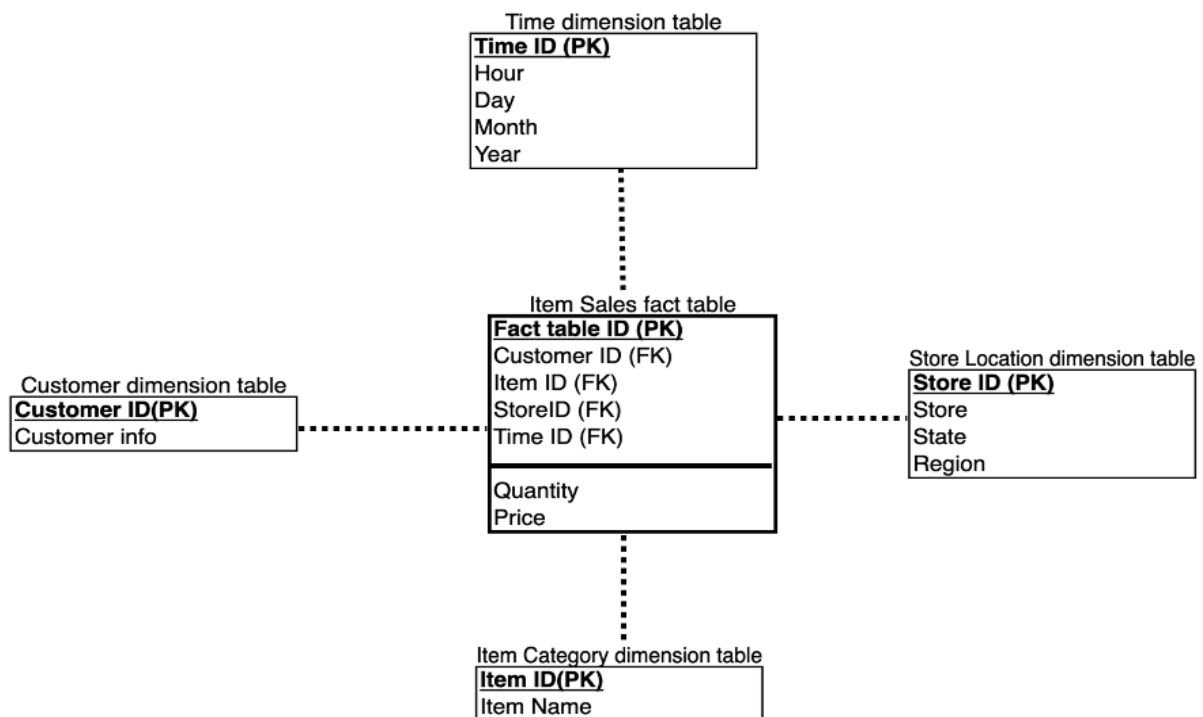 Time dimension table
Time ID (PK)
Hour
Day
Month
Year
Item Sales fact table
Fact table ID (PK)
Customer ID (FK)
Item ID (FK)
StoreID (FK)
Time ID (FK)
Quantity
Price
Customer dimension table
Customer ID(PK)
Customer info
Store Location dimension table
Store ID (PK)
Store
State
Region
Item Category dimension table
Item ID(PK)
Item Name